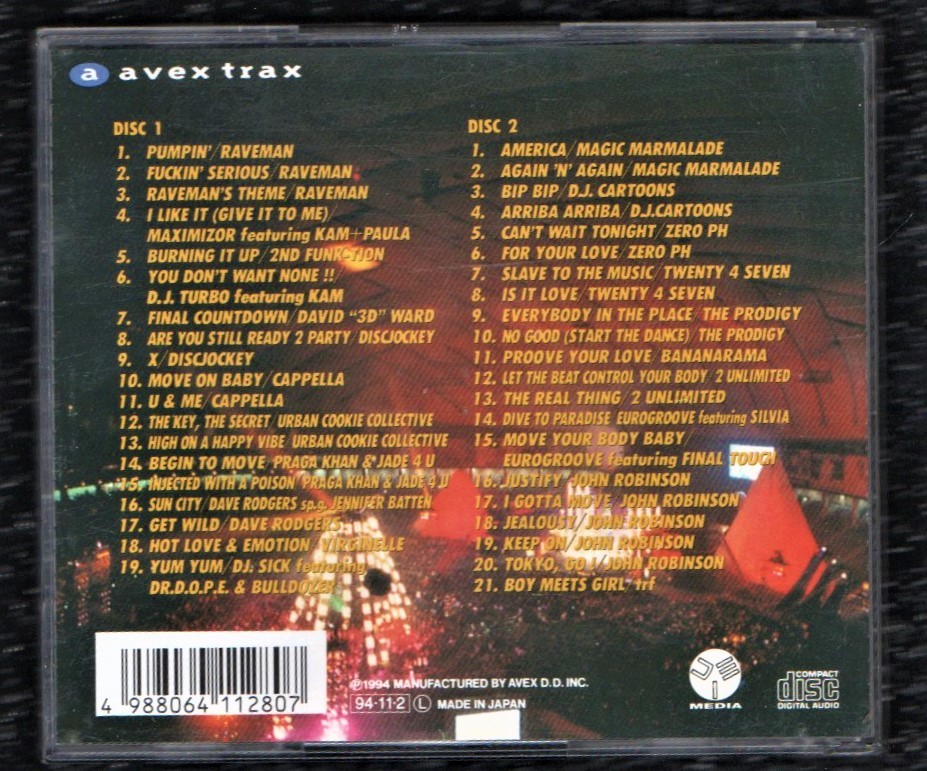 a avex trax
DISC 1
1. PUMPIN'/RAVEMAN
2. FUCKIN' SERIOUS/RAVEMAN
3. RAVEMAN'S THEME/RAVEMAN
4. I LIKE IT (GIVE IT TO ME)/
MAXIMIZOR featuring KAM+PAULA
5. BURNING IT UP/2ND FUNK-TION
6. YOU DON'T WANT NONE !!
D.J. TURBO featuring KAM
7. FINAL COUNTDOWN/DAVID "3D" WARD
8. ARE YOU STILL READY 2 PARTY/DISCJOCKEY
9. X/DISCJOCKEY
10. MOVE ON BABY/CAPPELLA
11. U & ME/CAPPELLA
12. THE KEY, THE SECRET/URBAN COOKIE COLLECTIVE
13. HIGH ON A HAPPY VIBE/URBAN COOKIE COLLECTIVE
14. BEGIN TO MOVE/PRAGA KHAN & JADE 4 U
15. INJECTED WITH A POISON/PRAGA KHAN & JADE 4 U
16. SUN CITY/DAVE RODGERS sp.g. JENNIFER BATTEN
17. GET WILD/DAVE RODGERS
18. HOT LOVE & EMOTION/VIRGINELLE
19. YUM YUM/DJ. SICK featuring
DR.D.O.P.E. & BULLDOZER
DISC 2
1. AMERICA/MAGIC MARMALADE
2. AGAIN 'N' AGAIN/MAGIC MARMALADE
3. BIP BIP/D.J. CARTOONS
4. ARRIBA ARRIBA/D.J.CARTOONS
5. CAN'T WAIT TONIGHT/ZERO PH
6. FOR YOUR LOVE/ZERO PH
7. SLAVE TO THE MUSIC/TWENTY 4 SEVEN
8. IS IT LOVE/TWENTY 4 SEVEN
9. EVERYBODY IN THE PLACE/THE PRODIGY
10. NO GOOD (START THE DANCE)/THE PRODIGY
11. PROOVE YOUR LOVE/BANANARAMA
12. LET THE BEAT CONTROL YOUR BODY/2 UNLIMITED
13. THE REAL THING/2 UNLIMITED
14. DIVE TO PARADISE/EUROGROOVE featuring SILVIA
15. MOVE YOUR BODY BABY/
EUROGROOVE featuring FINAL TOUCH
16. JUSTIFY/JOHN ROBINSON
17. I GOTTA MOVE/JOHN ROBINSON
18. JEALOUSY/JOHN ROBINSON
19. KEEP ON/JOHN ROBINSON
20. TOKYO, GO!/JOHN ROBINSON
21. BOY MEETS GIRL/trf
4 988064 112807
℗1994 MANUFACTURED BY AVEX D.D. INC.
94·11·2 Ⓛ MADE IN JAPAN
MEDIA
COMPACT
disc
DIGITAL AUDIO